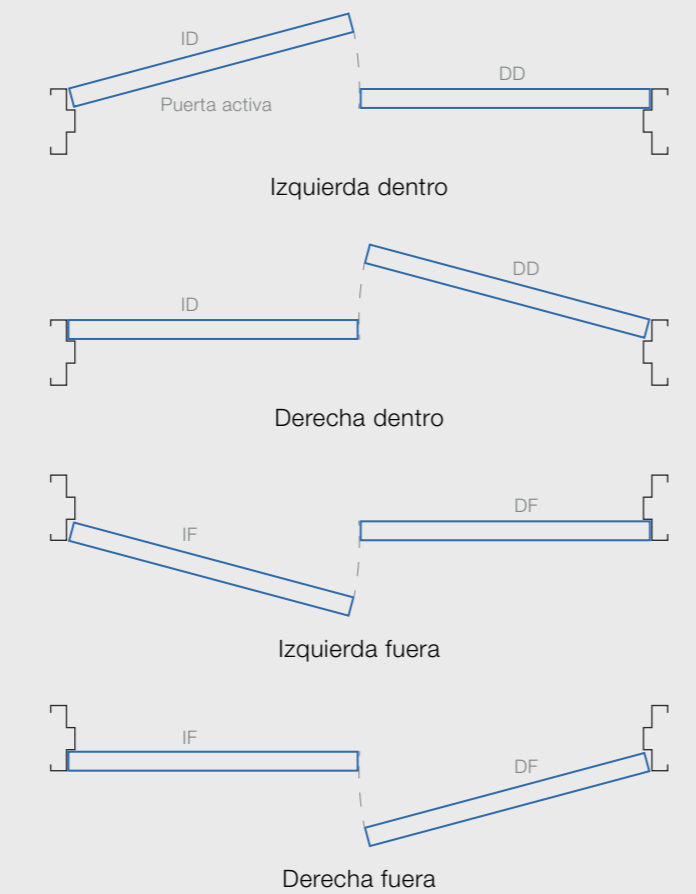 ID
DD
Puerta activa
Izquierda dentro
DD
ID
Derecha dentro
DF
IF
Izquierda fuera
IF
DF
Derecha fuera